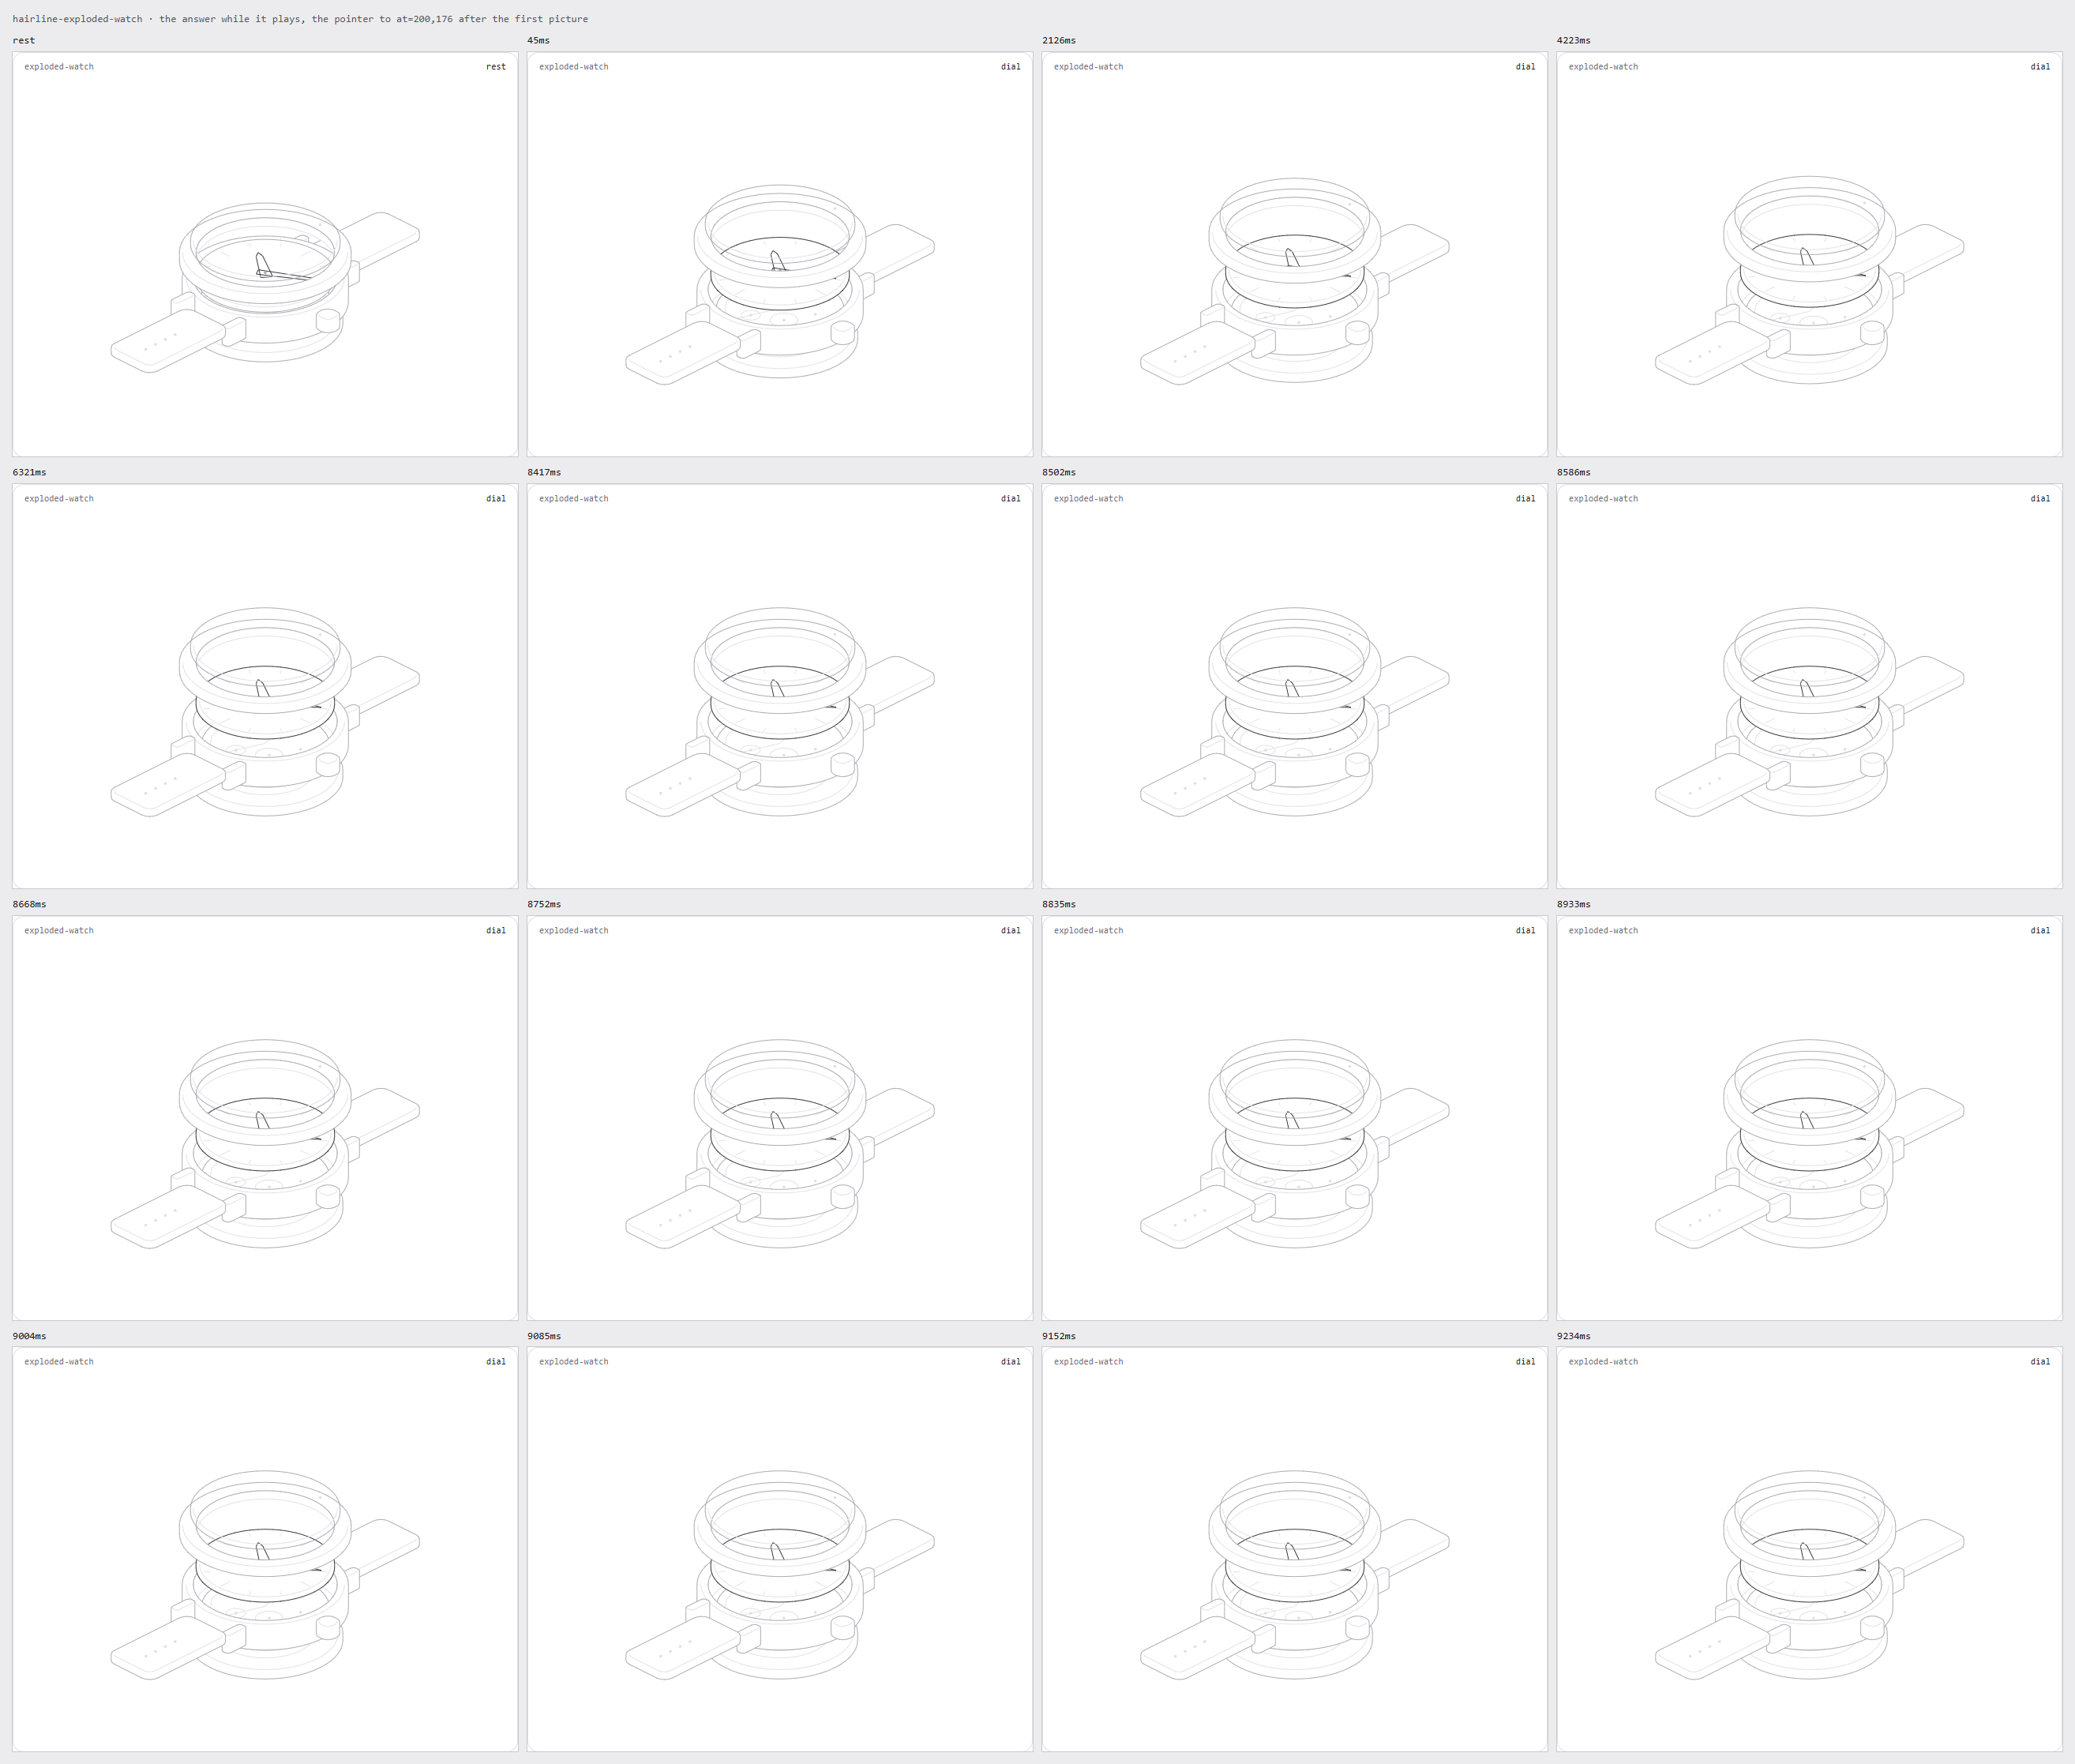 hairline-exploded-watch · the answer while it plays, the pointer to at=200,176 after the first picture
rest 45ms 2126ms 4223ms
exploded-watch rest exploded-watch dial exploded-watch dial exploded-watch dial
6321ms 8417ms 8502ms 8586ms
exploded-watch dial exploded-watch dial exploded-watch dial exploded-watch dial
8668ms 8752ms 8835ms 8933ms
exploded-watch dial exploded-watch dial exploded-watch dial exploded-watch dial
9004ms 9085ms 9152ms 9234ms
exploded-watch dial exploded-watch dial exploded-watch dial exploded-watch dial